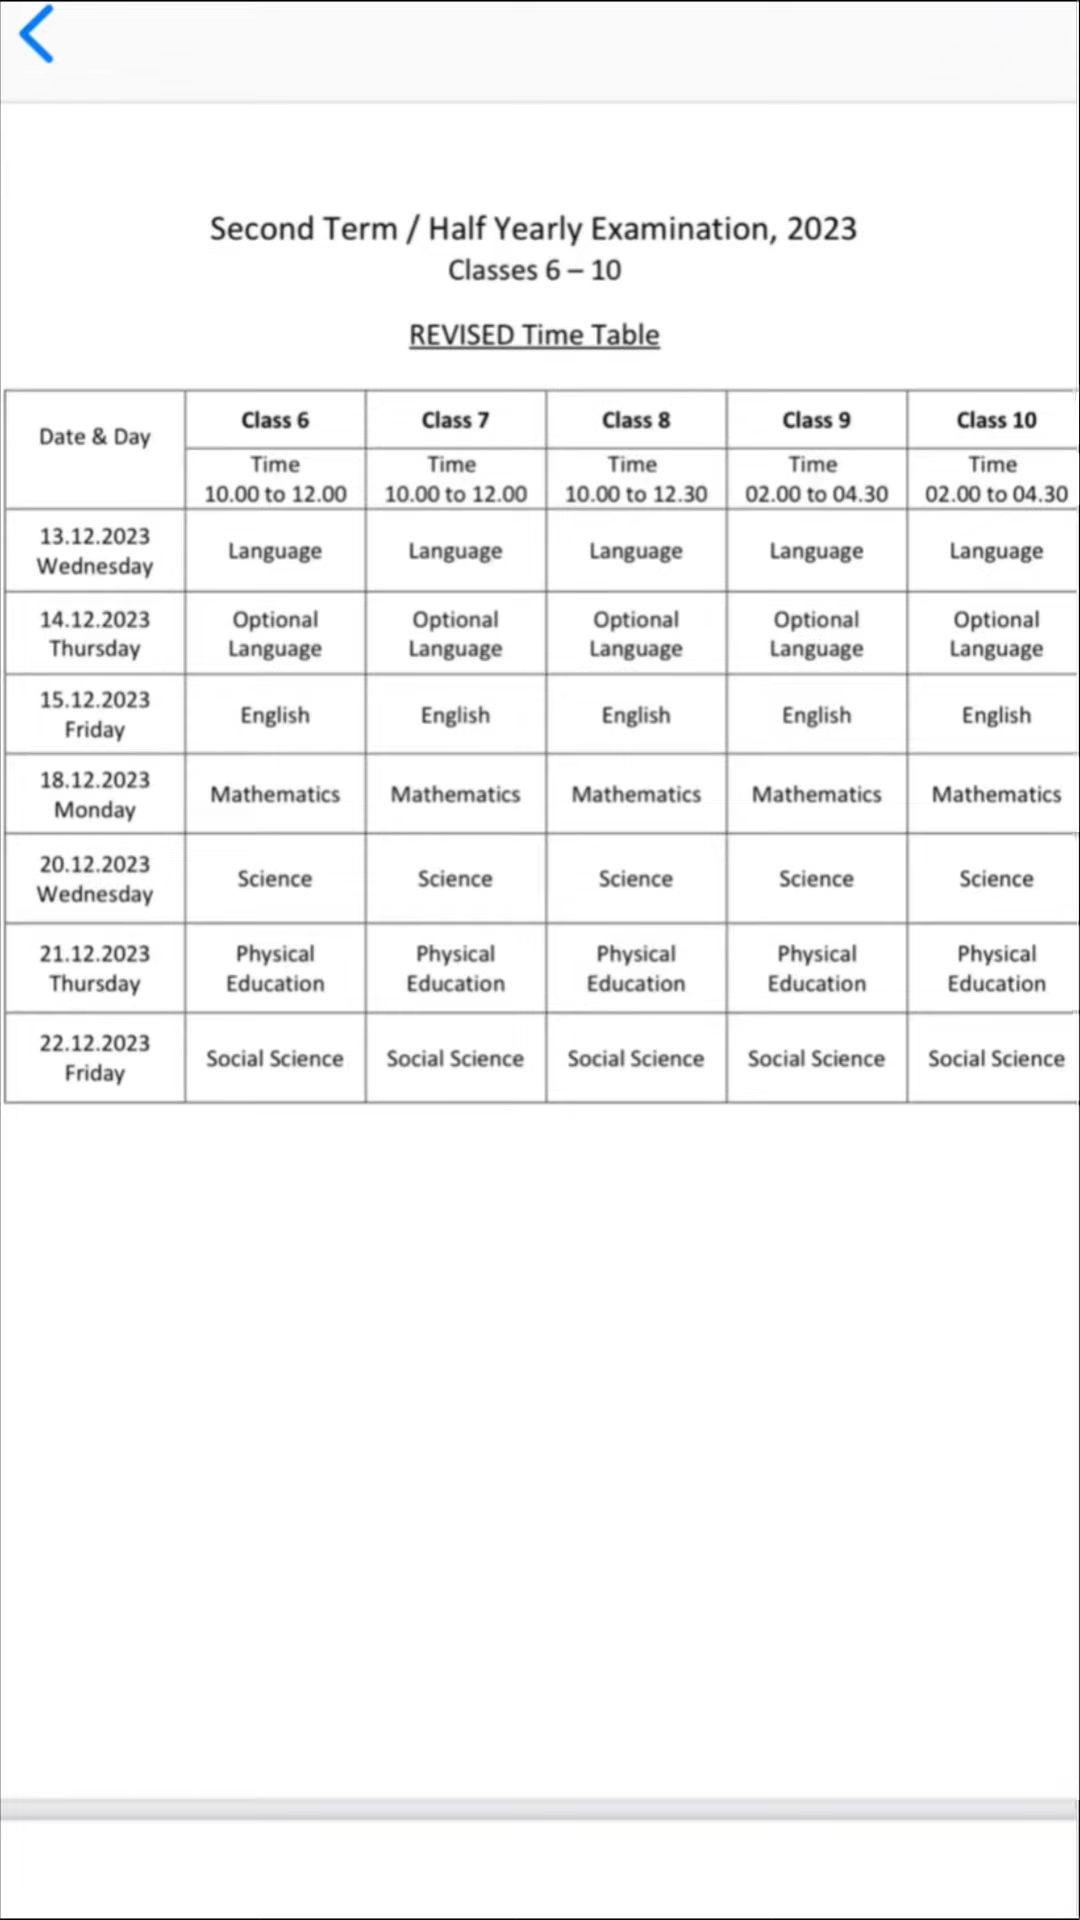 Second Term / Half Yearly Examination, 2023
Classes 6 – 10
REVISED Time Table
Date & Day Class 6 Class 7 Class 8 Class 9 Class 10
Time Time Time Time Time
10.00 to 12.00 10.00 to 12.00 10.00 to 12.30 02.00 to 04.30 02.00 to 04.30
13.12.2023
Wednesday Language Language Language Language Language
14.12.2023 Optional Optional Optional Optional Optional
Thursday Language Language Language Language Language
15.12.2023
Friday English English English English English
18.12.2023
Monday Mathematics Mathematics Mathematics Mathematics Mathematics
20.12.2023
Wednesday Science Science Science Science Science
21.12.2023 Physical Physical Physical Physical Physical
Thursday Education Education Education Education Education
22.12.2023
Friday Social Science Social Science Social Science Social Science Social Science